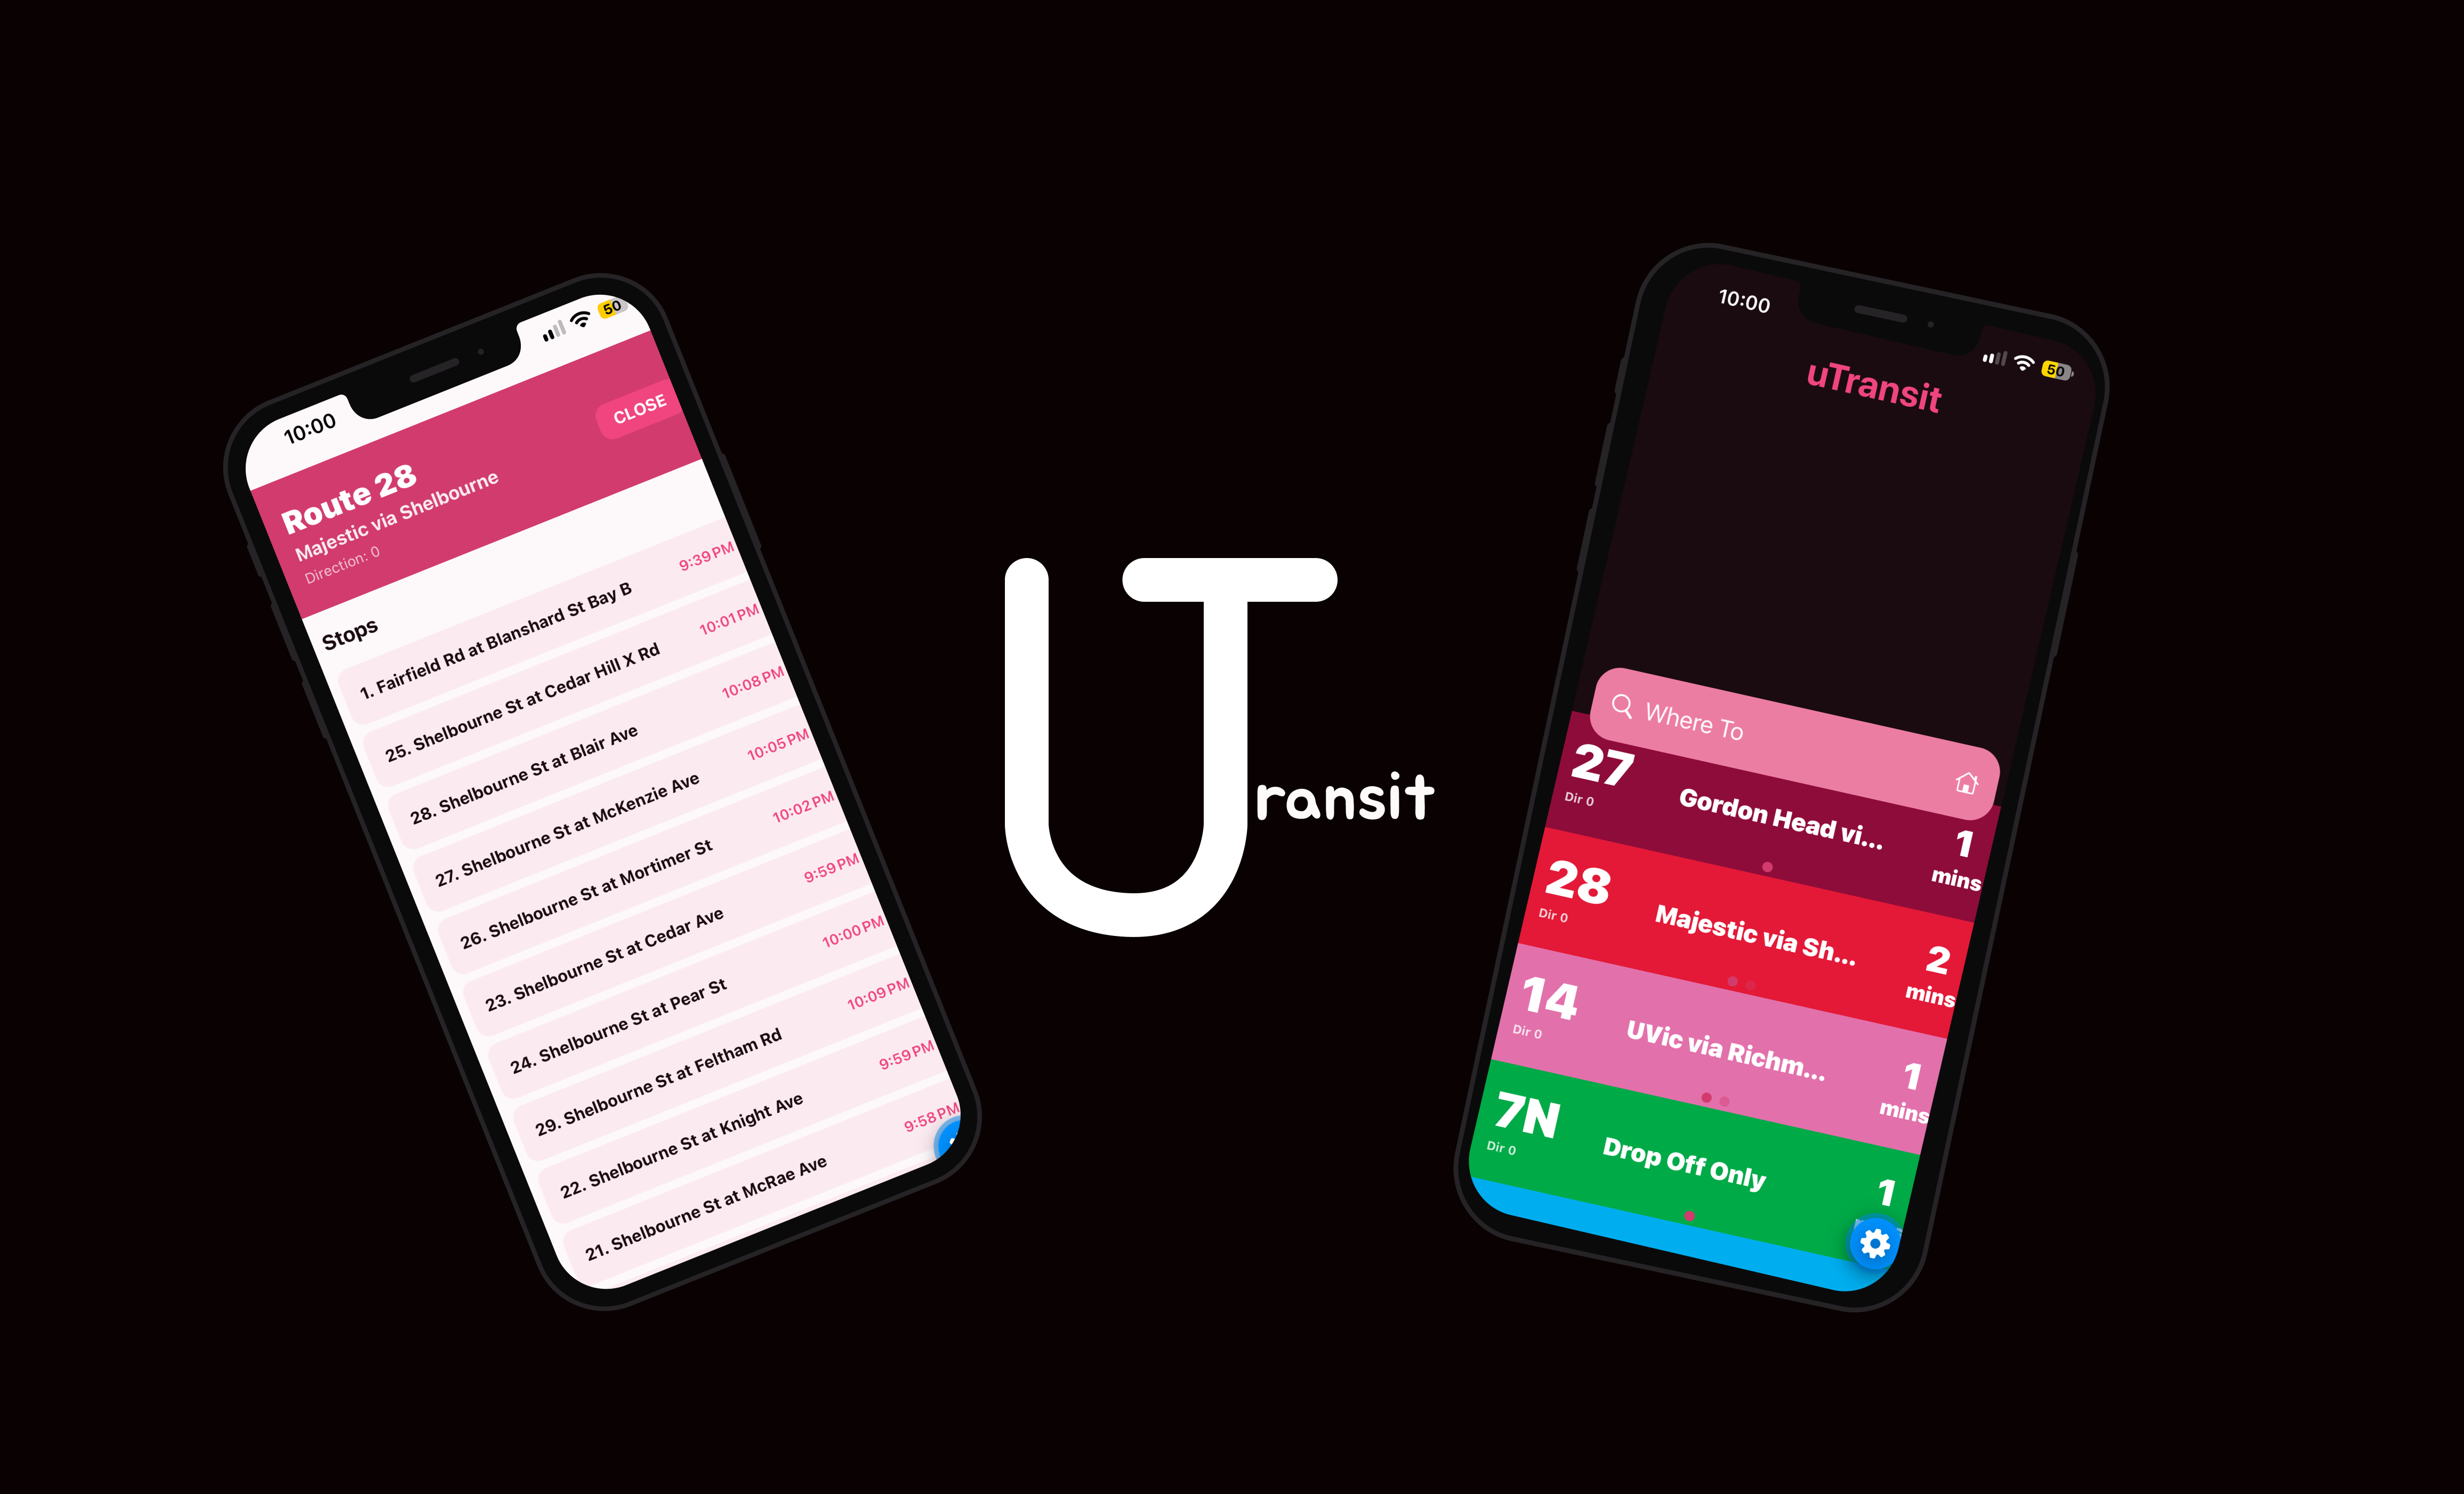 10:00
50
CLOSE
Route 28
Majestic via Shelbourne
Direction: 0
Stops
1. Fairfield Rd at Blanshard St Bay B 9:39 PM
25. Shelbourne St at Cedar Hill X Rd 10:01 PM
28. Shelbourne St at Blair Ave 10:08 PM
27. Shelbourne St at McKenzie Ave 10:05 PM
26. Shelbourne St at Mortimer St 10:02 PM
23. Shelbourne St at Cedar Ave 9:59 PM
24. Shelbourne St at Pear St 10:00 PM
29. Shelbourne St at Feltham Rd 10:09 PM
22. Shelbourne St at Knight Ave 9:59 PM
21. Shelbourne St at McRae Ave 9:58 PM
UT
ransit
10:00
50
uTransit
Where To
27
Dir 0
Gordon Head vi...
1
mins
28
Dir 0
Majestic via Sh...
2
mins
14
Dir 0
UVic via Richm...
1
mins
7N
Dir 0
Drop Off Only
1